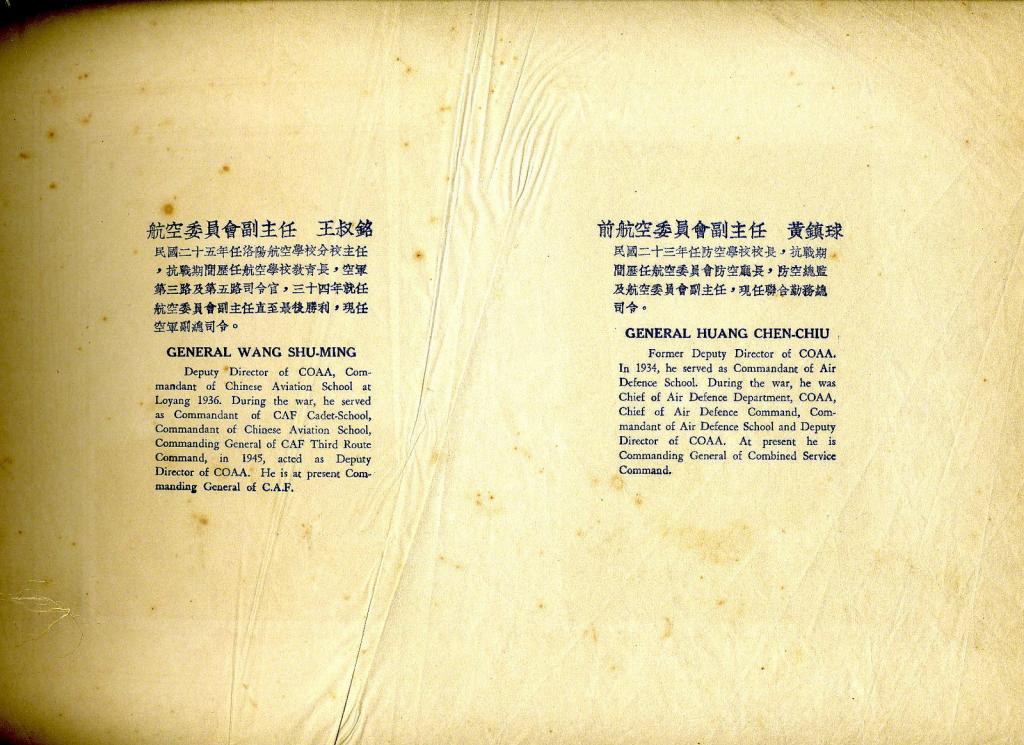 航空委員會副主任 王叔銘
民國二十五年任洛陽航空學校分校主任
,抗戰期間歷任航空學校教育長,空軍
第三路及第五路司令官,三十四年就任
航空委員會副主任直至最後勝利,現任
空軍副總司令。
GENERAL WANG SHU-MING
Deputy Director of COAA, Com-
mandant of Chinese Aviation School at
Loyang 1936. During the war, he served
as Commandant of CAF Cadet-School,
Commandant of Chinese Aviation School,
Commanding General of CAF Third Route
Command, in 1945, acted as Deputy
Director of COAA. He is at present Com-
manding General of C.A.F.
前航空委員會副主任 黃鎮球
民國二十三年任防空學校校長,抗戰期
間歷任航空委員會防空廳長,防空總監
及航空委員會副主任,現任聯合勤務總
司令。
GENERAL HUANG CHEN-CHIU
Former Deputy Director of COAA.
In 1934, he served as Commandant of Air
Defence School. During the war, he was
Chief of Air Defence Department, COAA,
Chief of Air Defence Command, Com-
mandant of Air Defence School and Deputy
Director of COAA. At present he is
Commanding General of Combined Service
Command.